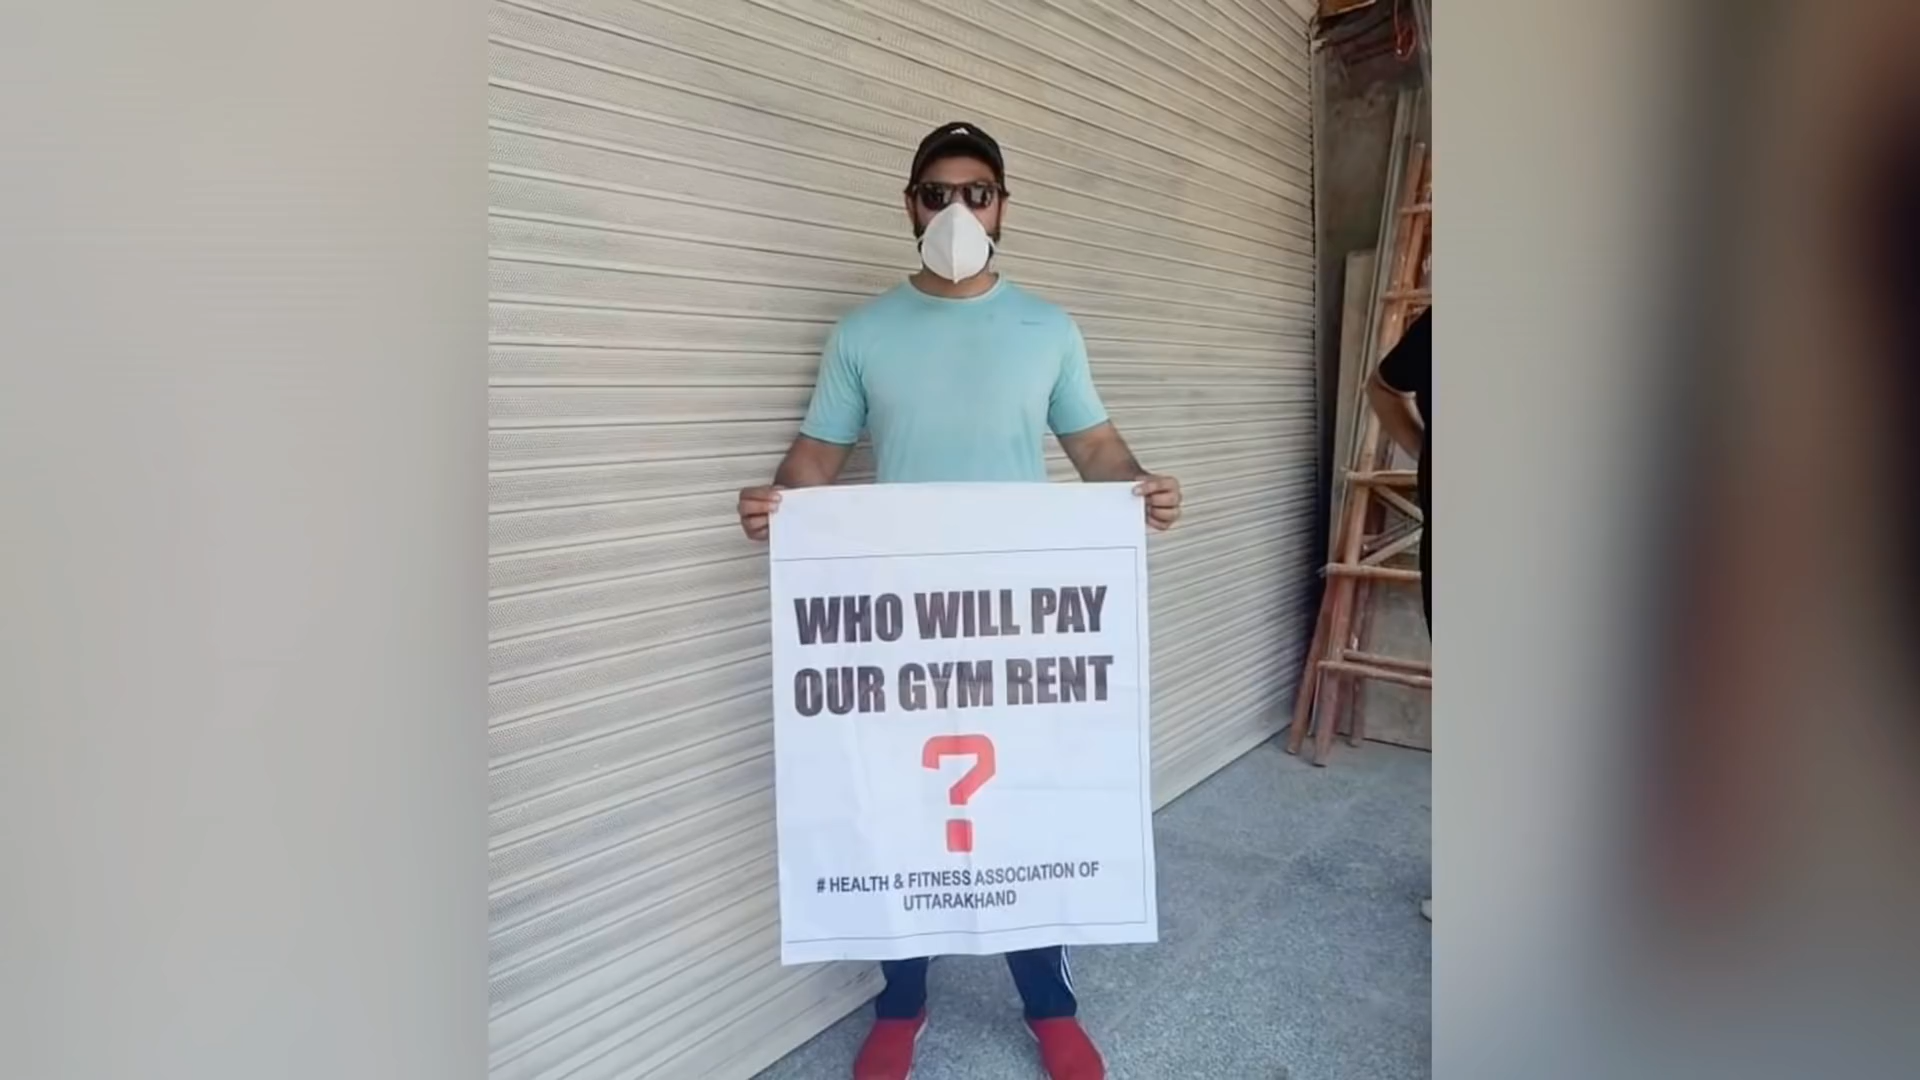 WHO WILL PAY
OUR GYM RENT
?
# HEALTH & FITNESS ASSOCIATION OF
UTTARAKHAND